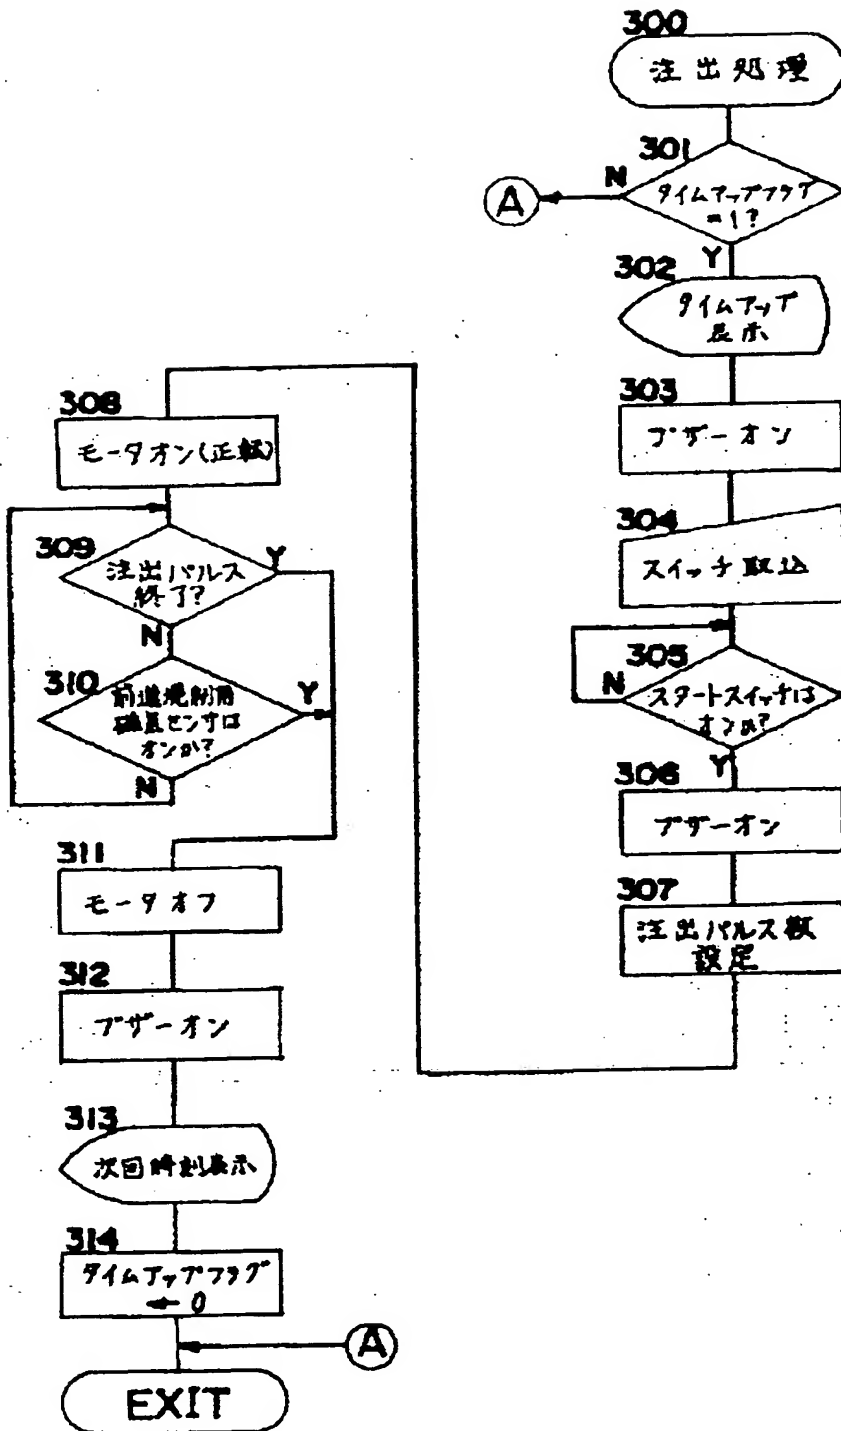 300
注出処理
301
N
A
タイムアップフラグ
=1?
Y
302
タイムアップ
表示
303
ブザーオン
304
スイッチ取込
305
N
スタートスイッチは
オンか?
Y
306
ブザーオン
307
注出パルス数
設定
308
モータオン(正転)
309
注出パルス
終了?
Y
N
310
前進規制用
磁気センサは
オンか?
Y
N
311
モータオフ
312
ブザーオン
313
次回時刻表示
314
タイムアップフラグ
← 0
A
EXIT